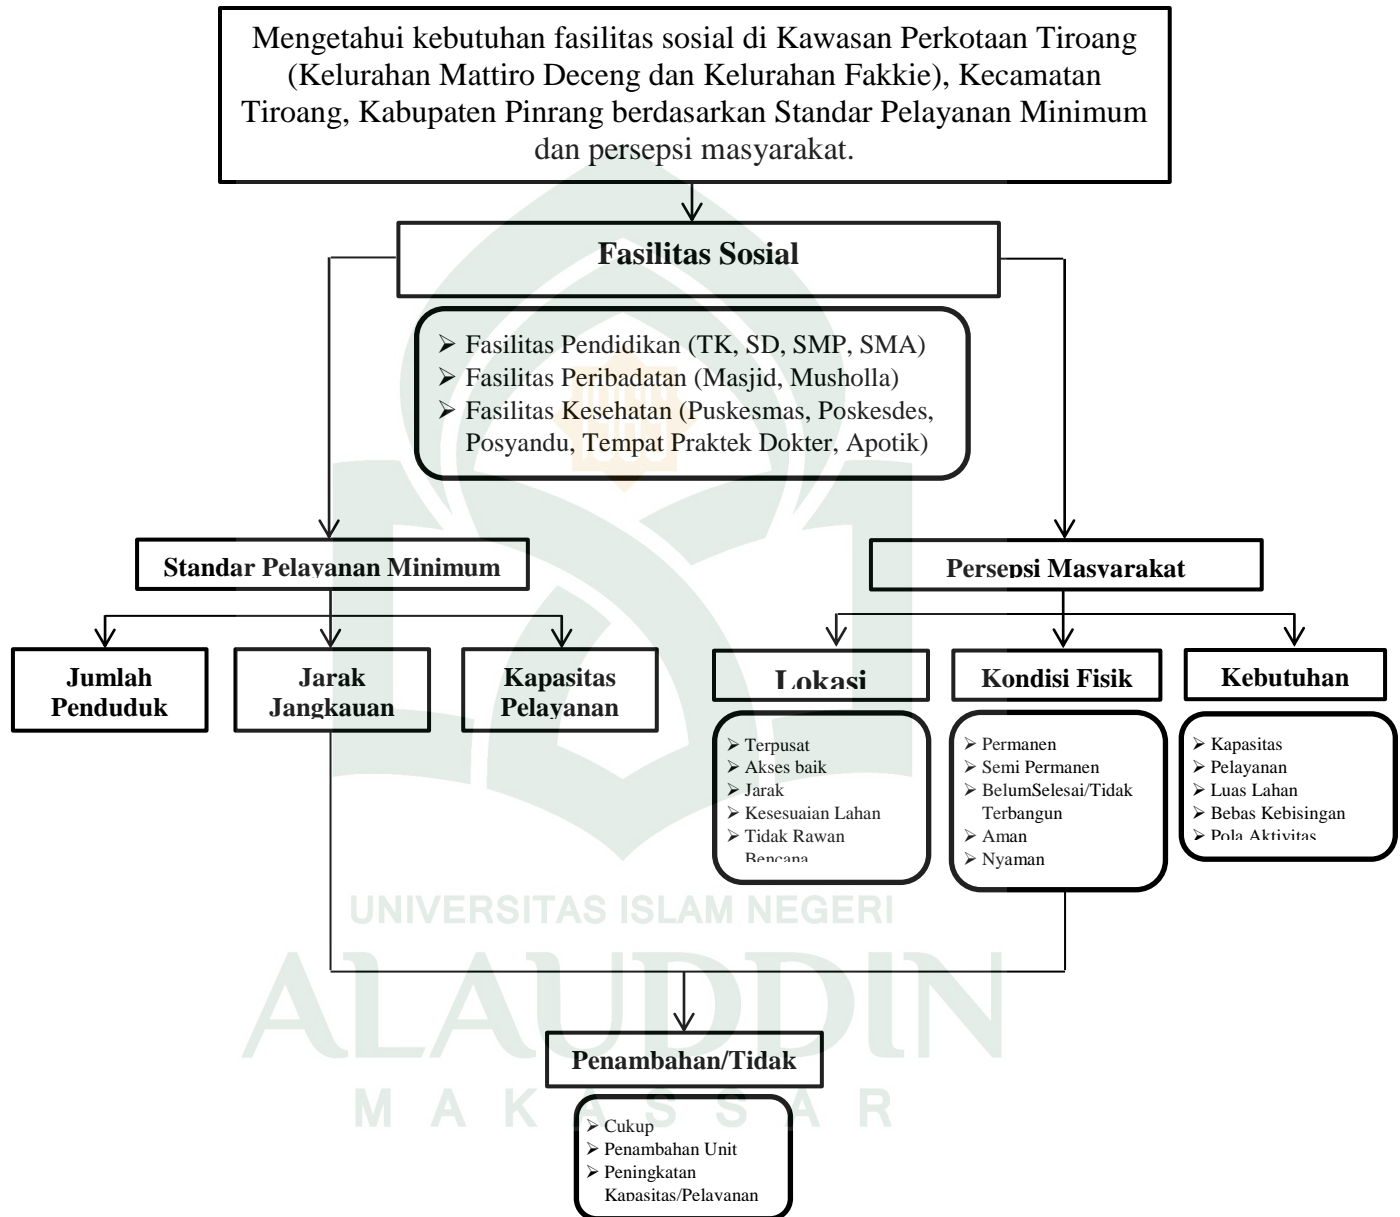 Mengetahui kebutuhan fasilitas sosial di Kawasan Perkotaan Tiroang
(Kelurahan Mattiro Deceng dan Kelurahan Fakkie), Kecamatan
Tiroang, Kabupaten Pinrang berdasarkan Standar Pelayanan Minimum
dan persepsi masyarakat.
Fasilitas Sosial
➢ Fasilitas Pendidikan (TK, SD, SMP, SMA)
➢ Fasilitas Peribadatan (Masjid, Musholla)
➢ Fasilitas Kesehatan (Puskesmas, Poskesdes,
Posyandu, Tempat Praktek Dokter, Apotik)
Standar Pelayanan Minimum
Persepsi Masyarakat
Jumlah
Penduduk
Jarak
Jangkauan
Kapasitas
Pelayanan
Lokasi
Kondisi Fisik
Kebutuhan
➢ Terpusat
➢ Akses baik
➢ Jarak
➢ Kesesuaian Lahan
➢ Tidak Rawan
Bencana
➢ Permanen
➢ Semi Permanen
➢ BelumSelesai/Tidak
Terbangun
➢ Aman
➢ Nyaman
➢ Kapasitas
➢ Pelayanan
➢ Luas Lahan
➢ Bebas Kebisingan
➢ Pola Aktivitas
UNIVERSITAS ISLAM NEGERI
ALAUDDIN
MAKASSAR
Penambahan/Tidak
➢ Cukup
➢ Penambahan Unit
➢ Peningkatan
Kapasitas/Pelayanan